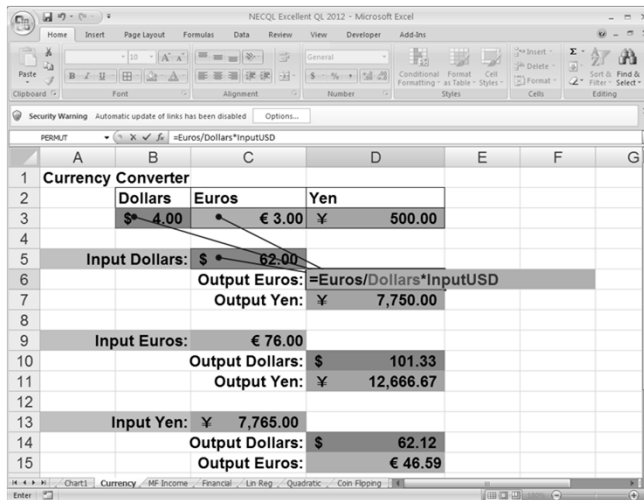 NECQL Excellent QL 2012 - Microsoft Excel
Home Insert Page Layout Formulas Data Review View Developer Add-Ins
Paste
10 A A
General
B I U
$ % ,
Conditional Formatting Format as Table Cell Styles
Insert
Delete
Format
Σ
Sort & Filter Find & Select
Clipboard Font Alignment Number Styles Cells Editing
Security Warning Automatic update of links has been disabled Options...
PERMUT fx =Euros/Dollars*InputUSD
A B C D E F G
1 Currency Converter
2 Dollars Euros Yen
3 $ 4.00 € 3.00 ¥ 500.00
4
5 Input Dollars: $ 62.00
6 Output Euros: =Euros/Dollars*InputUSD
7 Output Yen: ¥ 7,750.00
8
9 Input Euros: € 76.00
10 Output Dollars: $ 101.33
11 Output Yen: ¥ 12,666.67
12
13 Input Yen: ¥ 7,765.00
14 Output Dollars: $ 62.12
15 Output Euros: € 46.59
Chart1 Currency MF Income Financial Lin Reg Quadratic Coin Flipping
Enter